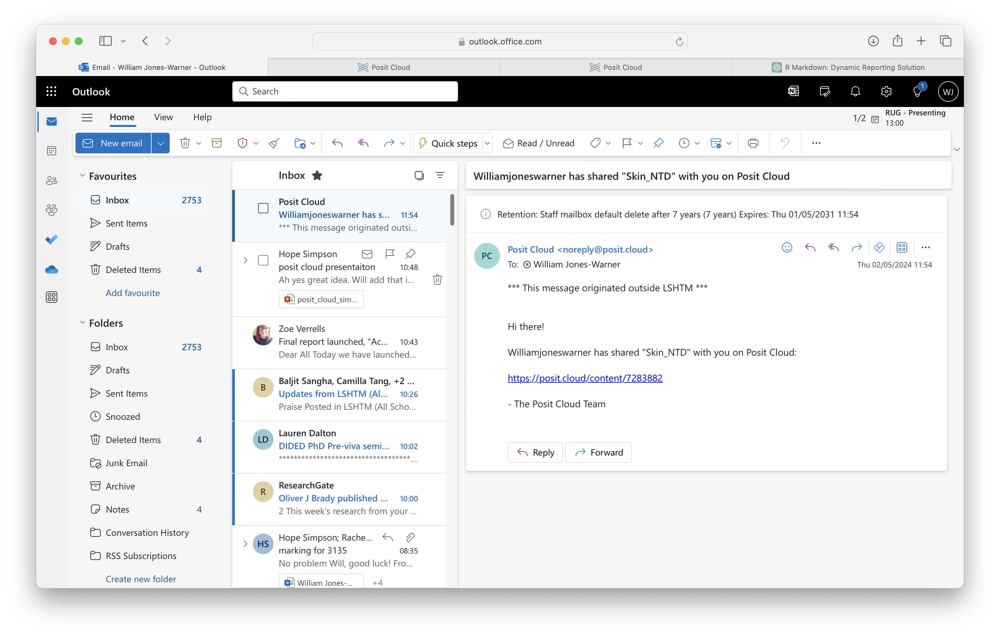 outlook.office.com
Email - William Jones-Warner - Outlook
Posit Cloud
Posit Cloud
R Markdown: Dynamic Reporting Solution
Outlook
Search
1
WJ
Home
View
Help
1/2
RUG - Presenting
13:00
New email
Quick steps
Read / Unread
Favourites
Inbox 2753
Sent Items
Drafts
Deleted Items 4
Add favourite
Folders
Inbox 2753
Drafts
Sent Items
Snoozed
Deleted Items 4
Junk Email
Archive
Notes 4
Conversation History
RSS Subscriptions
Create new folder
Inbox
Posit Cloud
Williamjoneswarner has s... 11:54
*** This message originated outsi...
Hope Simpson
posit cloud presentaiton 10:48
Ah yes great idea. Will add that i...
posit_cloud_sim...
Zoe Verrells
Final report launched, "Ac... 10:43
Dear All Today we have launched...
B
Baljit Sangha, Camilla Tang, +2 ...
Updates from LSHTM (Al... 10:26
Praise Posted in LSHTM (All Scho...
LD
Lauren Dalton
DIDED PhD Pre-viva semi... 10:02
***********************************...
R
ResearchGate
Oliver J Brady published ... 10:00
2 This week's research from your ...
HS
Hope Simpson; Rache...
marking for 3135 08:35
No problem Will, good luck! Fro...
William Jones-... +4
Williamjoneswarner has shared "Skin_NTD" with you on Posit Cloud
Retention: Staff mailbox default delete after 7 years (7 years) Expires: Thu 01/05/2031 11:54
PC
Posit Cloud <noreply@posit.cloud>
To: William Jones-Warner
Thu 02/05/2024 11:54
*** This message originated outside LSHTM ***
Hi there!
Williamjoneswarner has shared "Skin_NTD" with you on Posit Cloud:
https://posit.cloud/content/7283882
- The Posit Cloud Team
Reply
Forward